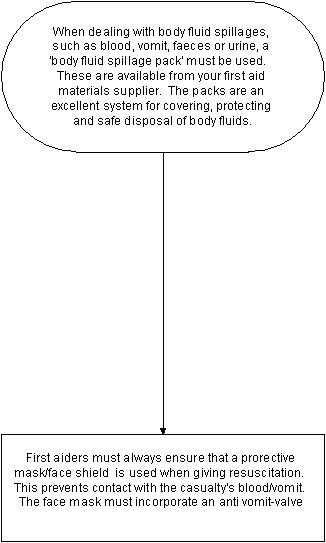 When dealing with body fluid spillages,
such as blood, vomit, faeces or urine, a
'body fluid spillage pack' must be used.
These are available from your first aid
materials supplier. The packs are an
excellent system for covering, protecting
and safe disposal of body fluids.
First aiders must always ensure that a prorective
mask/face shield is used when giving resuscitation.
This prevents contact with the casualty's blood/vomit.
The face mask must incorporate an anti vomit-valve